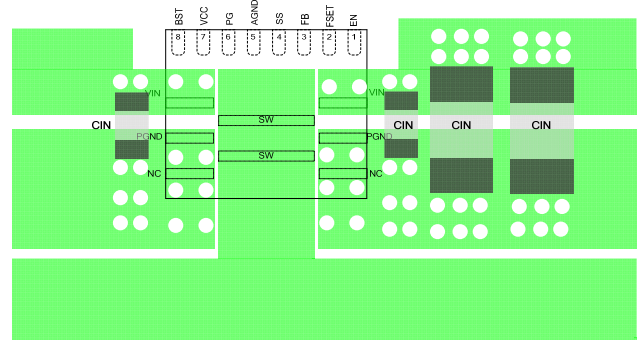 BST VCC PG AGND SS FB FSET EN
8 7 6 5 4 3 2 1
VIN VIN
SW
CIN CIN CIN CIN
PGND PGND
SW
NC NC